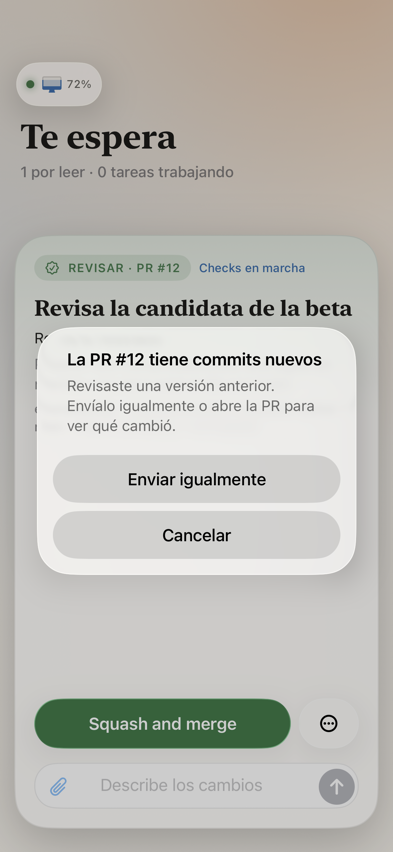 72%
Te espera
1 por leer · 0 tareas trabajando
REVISAR · PR #12 Checks en marcha
Revisa la candidata de la beta
La PR #12 tiene commits nuevos
Revisaste una versión anterior.
Envíalo igualmente o abre la PR para
ver qué cambió.
Enviar igualmente
Cancelar
Squash and merge
Describe los cambios